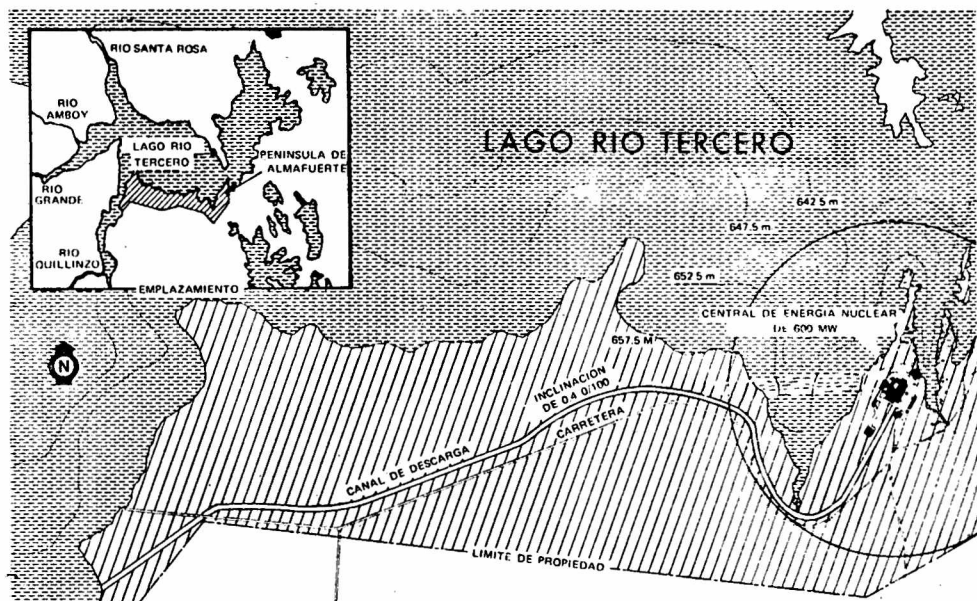 RIO SANTA ROSA
RIO
AMBOY
LAGO RIO
TERCERO
PENINSULA DE
ALMAFUERTE
RIO
GRANDE
RIO
QUILLINZO
EMPLAZAMIENTO
LAGO RIO TERCERO
642.5 m
647.5 m
652.5 m
657.5 M
CENTRAL DE ENERGIA NUCLEAR
DE 600 MW
N
INCLINACION
DE 0.4 0/100
CARRETERA
CANAL DE DESCARGA
LIMITE DE PROPIEDAD